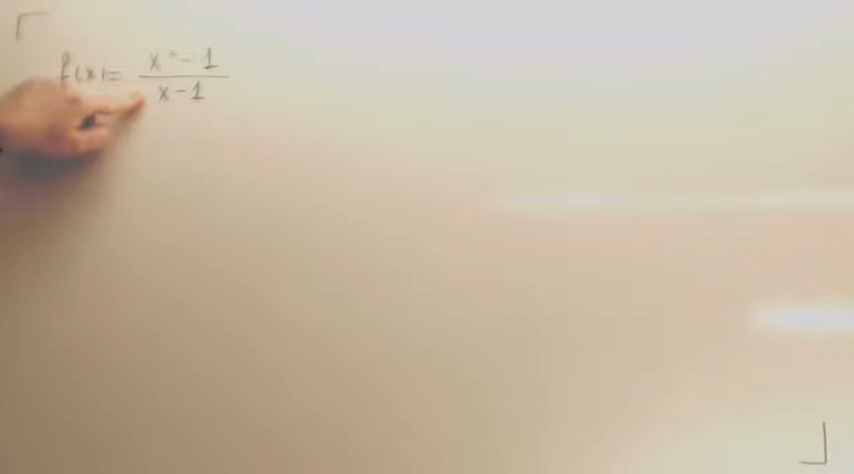 f(x) = (x² - 1)/(x - 1)